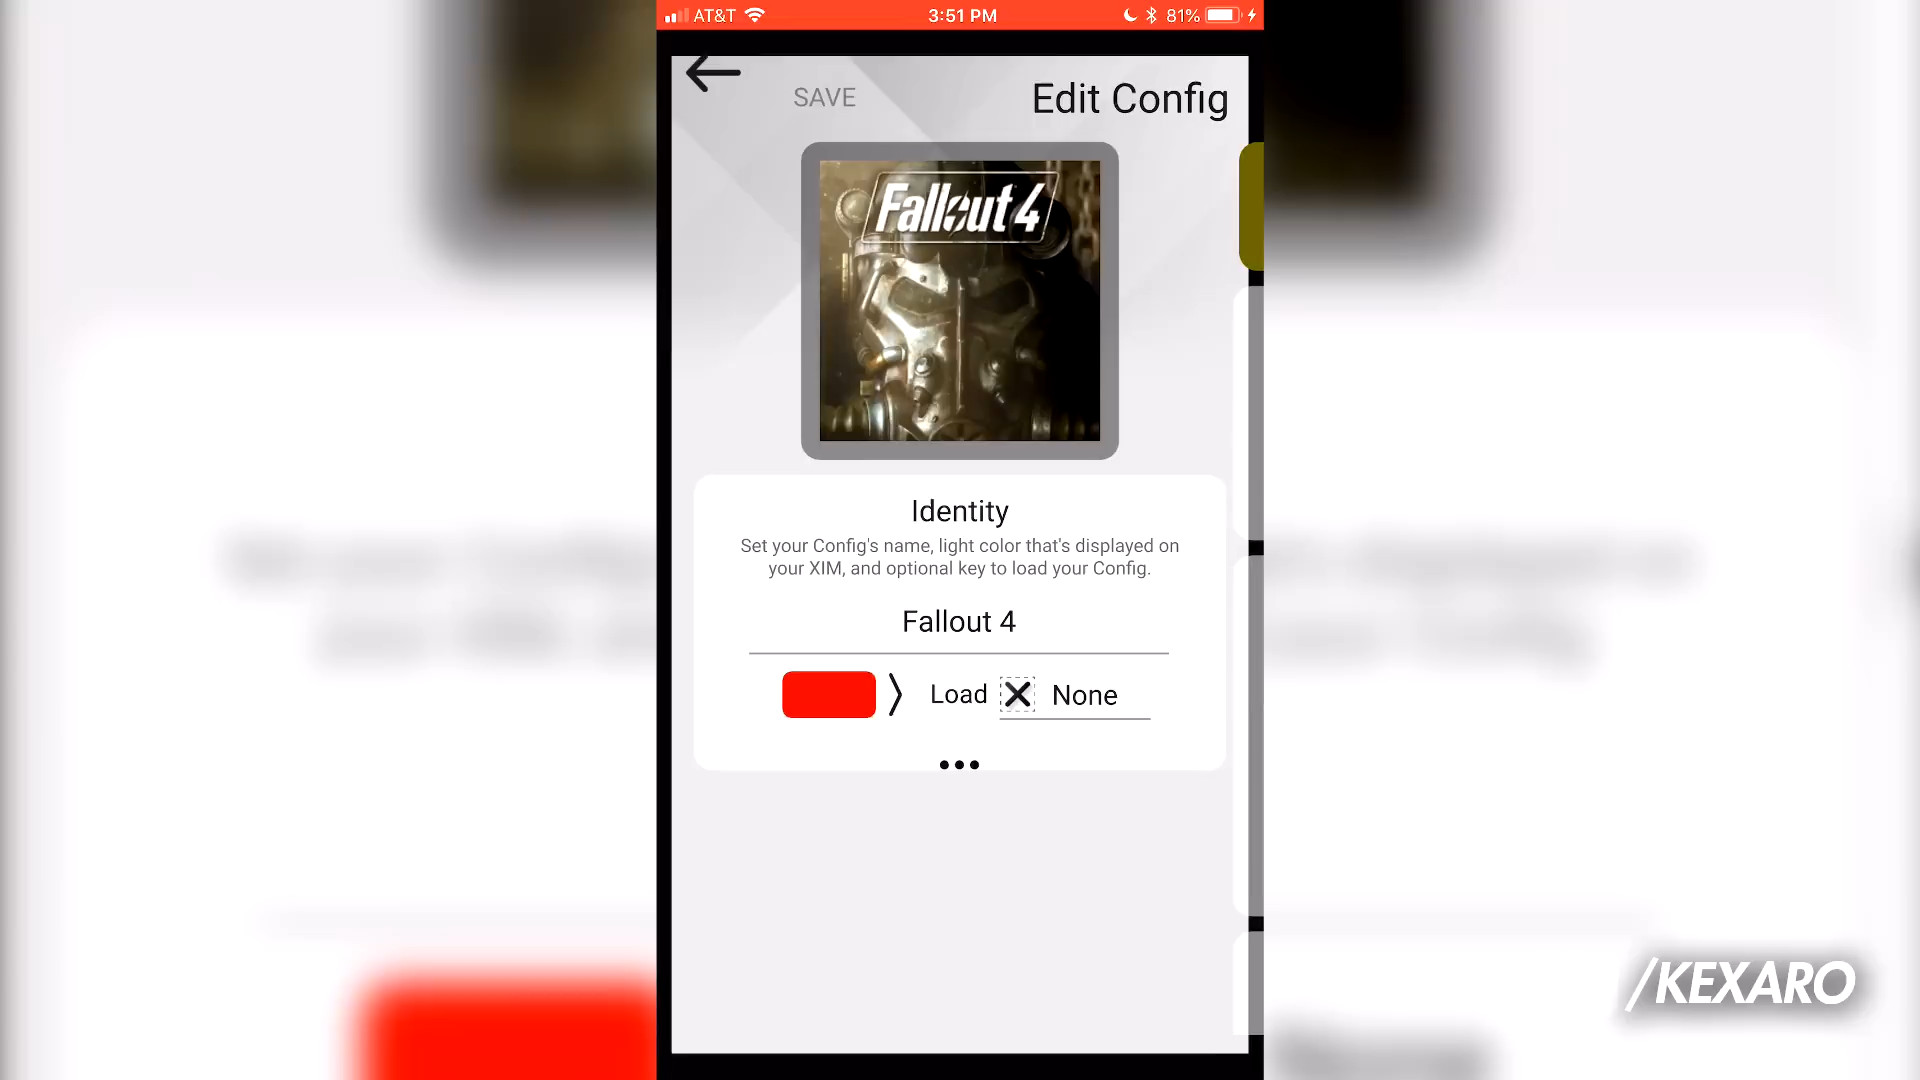 AT&T 3:51 PM 81%
SAVE Edit Config
Fallout 4
Identity
Set your Config's name, light color that's displayed on
your XIM, and optional key to load your Config.
Fallout 4
Load None
/KEXARO